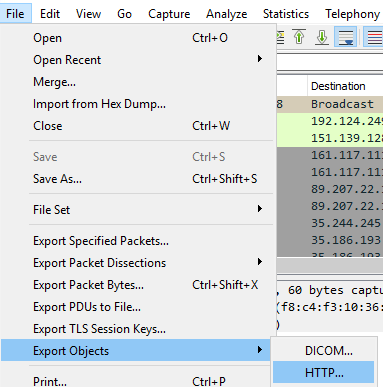 File Edit View Go Capture Analyze Statistics Telephony
Open Ctrl+O
Open Recent
Merge...
Import from Hex Dump...
Close Ctrl+W
Save Ctrl+S
Save As... Ctrl+Shift+S
File Set
Export Specified Packets...
Export Packet Dissections
Export Packet Bytes... Ctrl+Shift+X
Export PDUs to File...
Export TLS Session Keys...
Export Objects
Print... Ctrl+P
DICOM...
HTTP...
Destination
8 Broadcast
192.124.249
151.139.128
161.117.111
161.117.111
89.207.22.1
89.207.22.1
35.244.245
35.186.193
35.186.193
, 60 bytes captu
(f8:c4:f3:10:36:
)